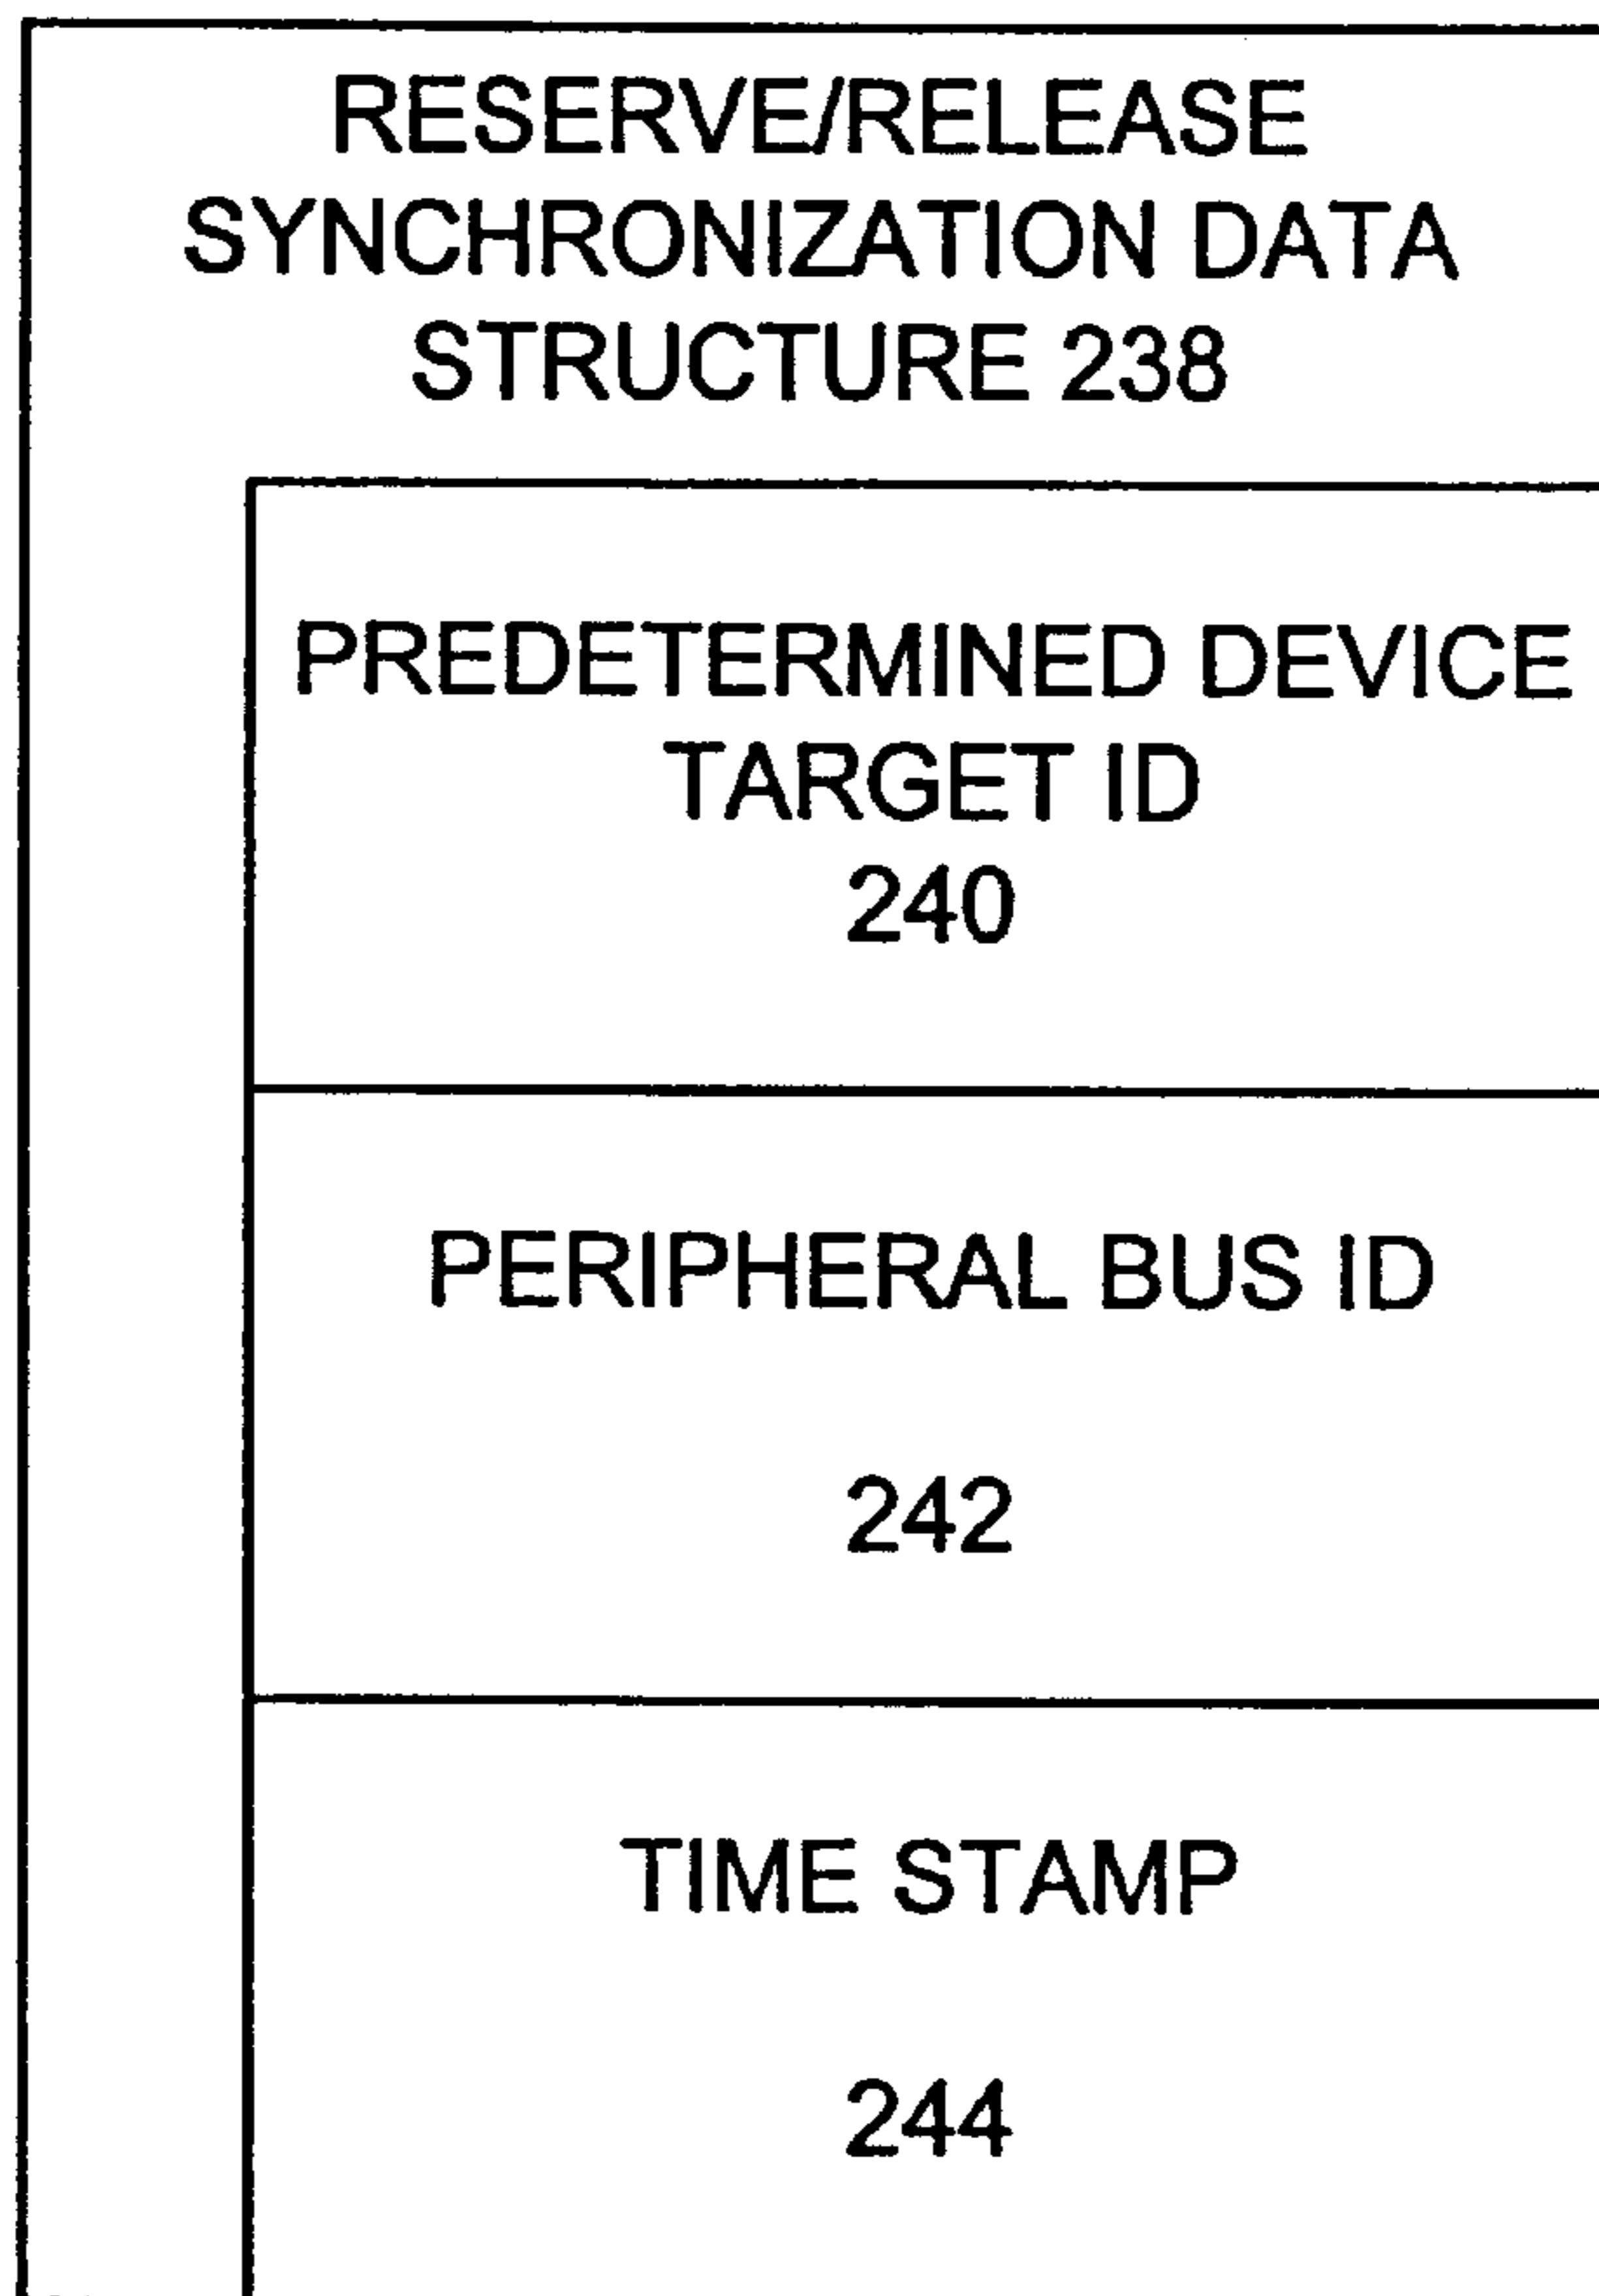 RESERVE/RELEASE
SYNCHRONIZATION DATA
STRUCTURE 238
PREDETERMINED DEVICE
TARGET ID
240
PERIPHERAL BUS ID
242
TIME STAMP
244